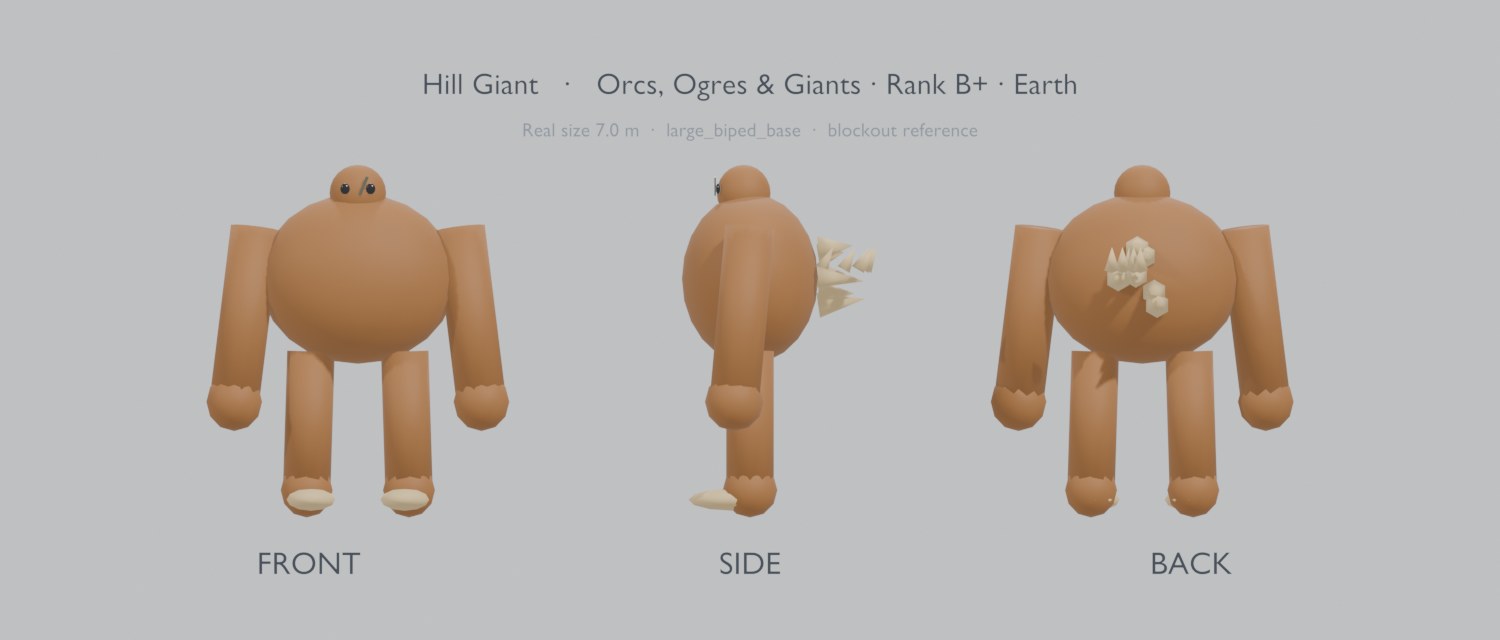 Hill Giant · Orcs, Ogres & Giants · Rank B+ · Earth
Real size 7.0 m · large_biped_base · blockout reference
FRONT SIDE BACK